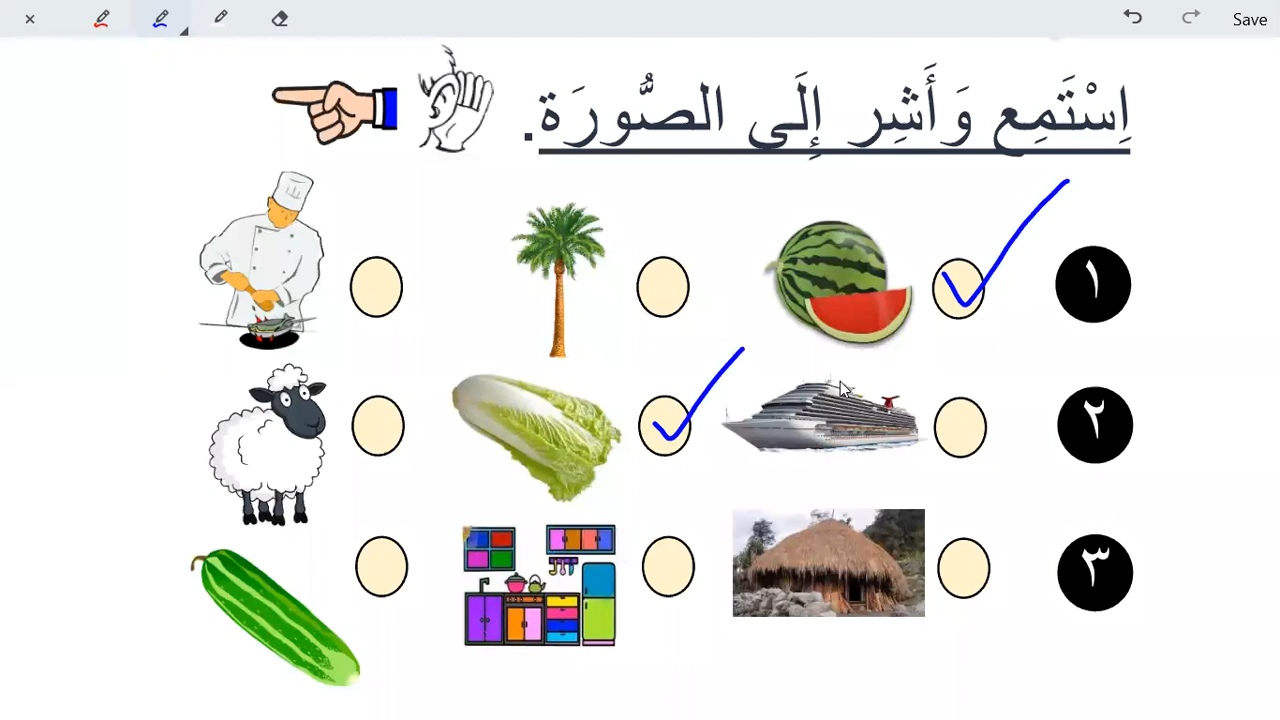 Save
اِسْتَمِع وَأَشِر إِلَى الصُّورَة.
١
٢
٣